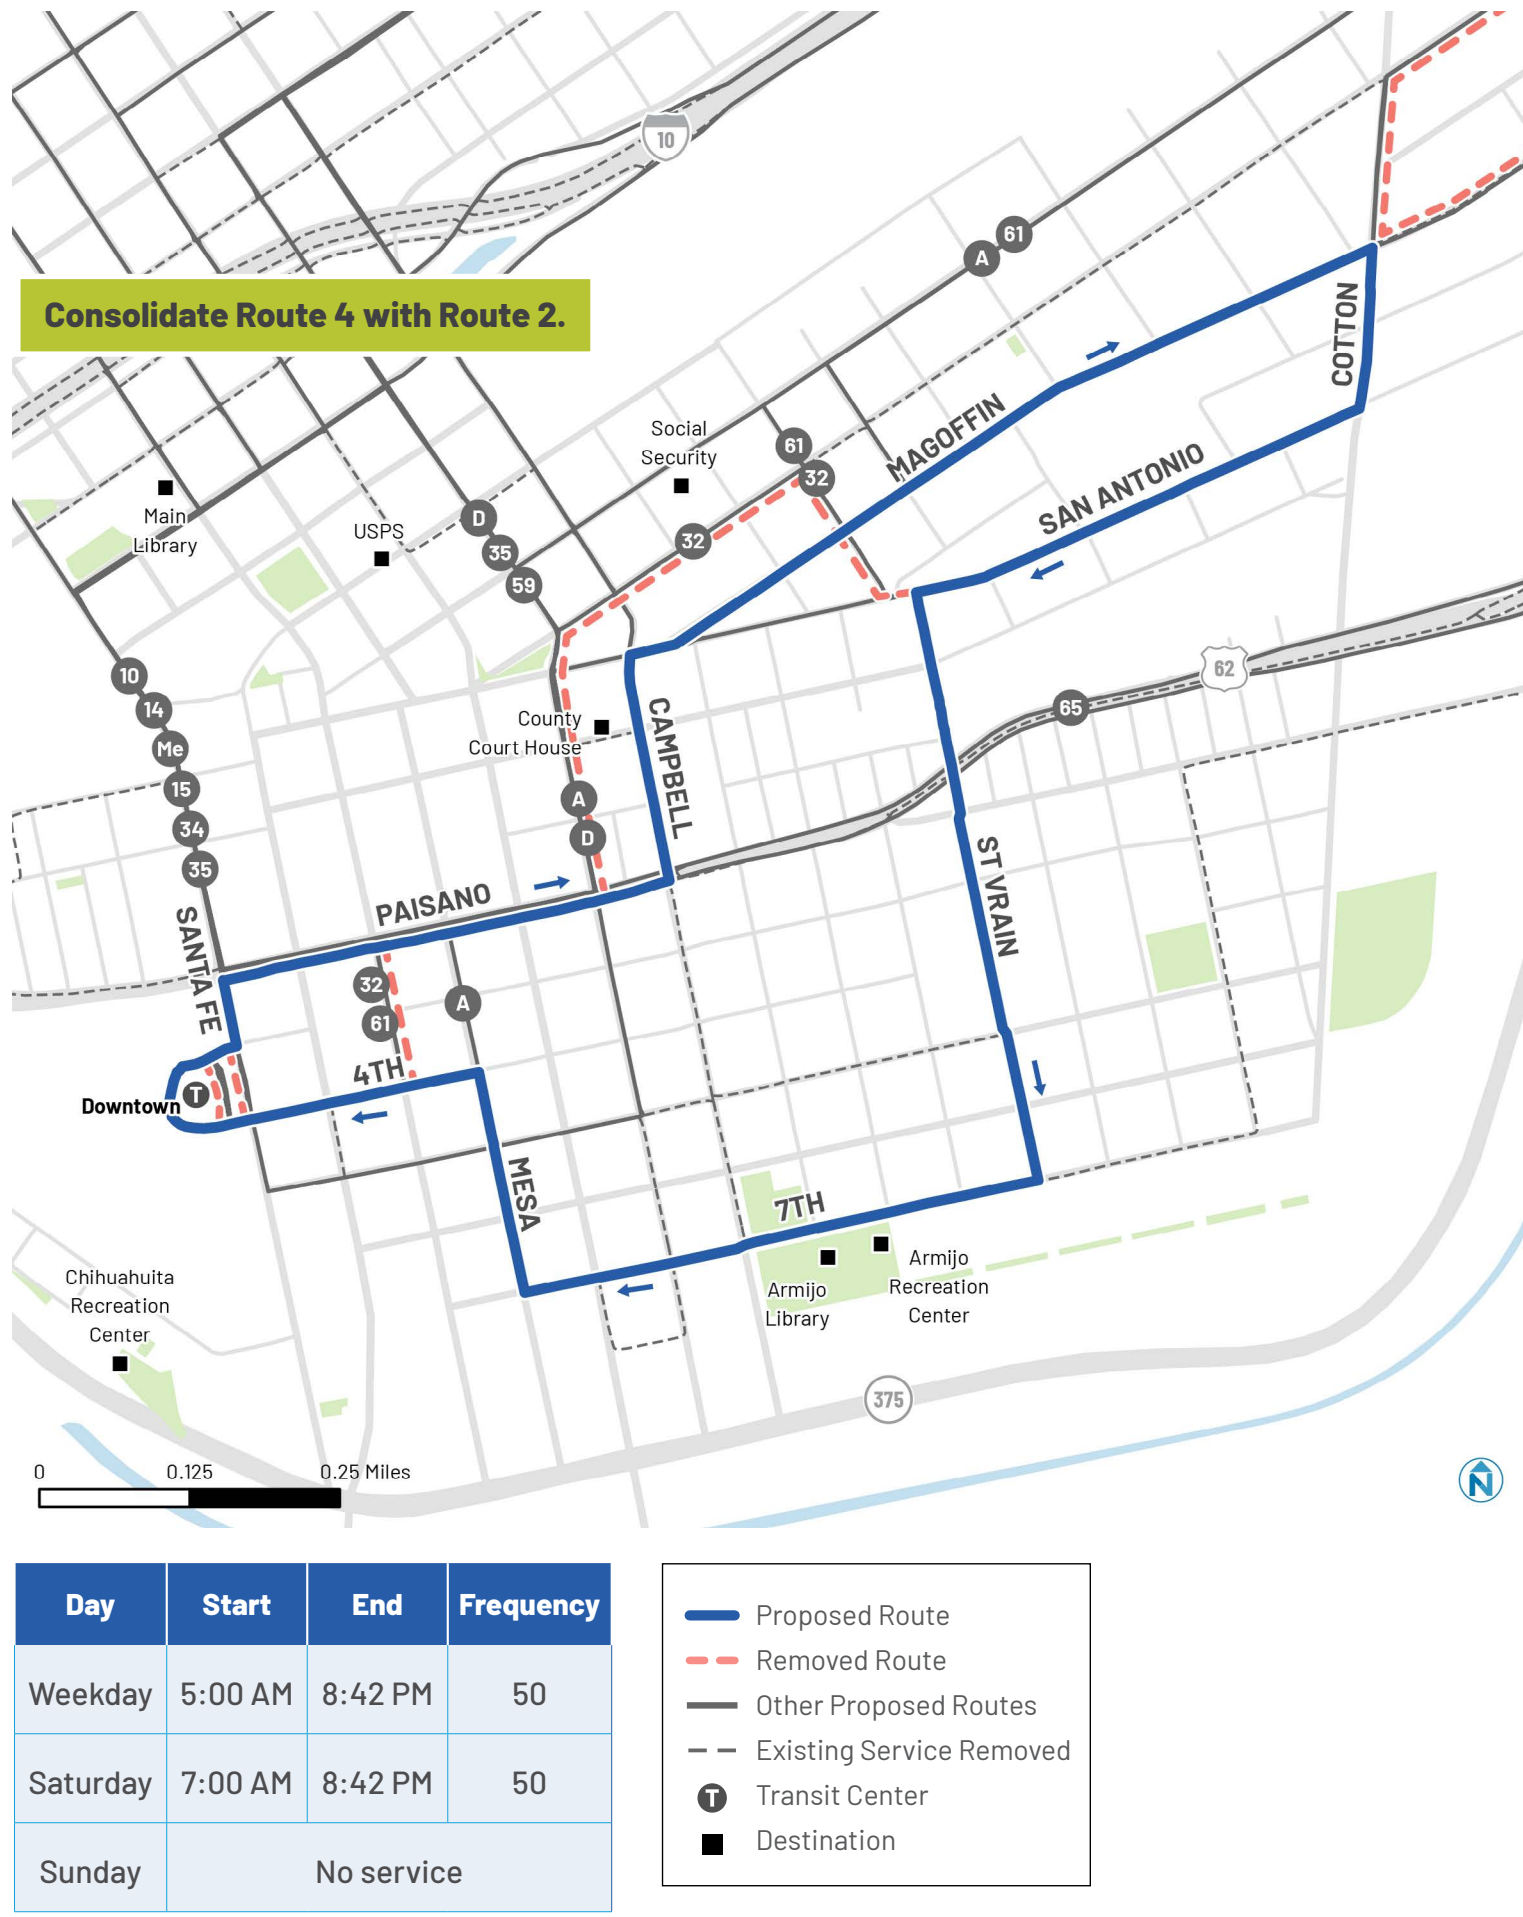 10
61
A
Consolidate Route 4 with Route 2.
COTTON
MAGOFFIN
Social
Security
61
32
SAN ANTONIO
Main
Library
USPS
D
35
59
32
10
14
Me
15
34
35
62
65
County
Court House
CAMPBELL
A
D
ST VRAIN
PAISANO
SANTA FE
32
61
A
4TH
T
Downtown
MESA
7TH
Armijo
Library
Armijo
Recreation
Center
Chihuahuita
Recreation
Center
375
0 0.125 0.25 Miles
N
Day Start End Frequency
Weekday 5:00 AM 8:42 PM 50
Saturday 7:00 AM 8:42 PM 50
Sunday No service
Proposed Route
Removed Route
Other Proposed Routes
Existing Service Removed
T Transit Center
Destination